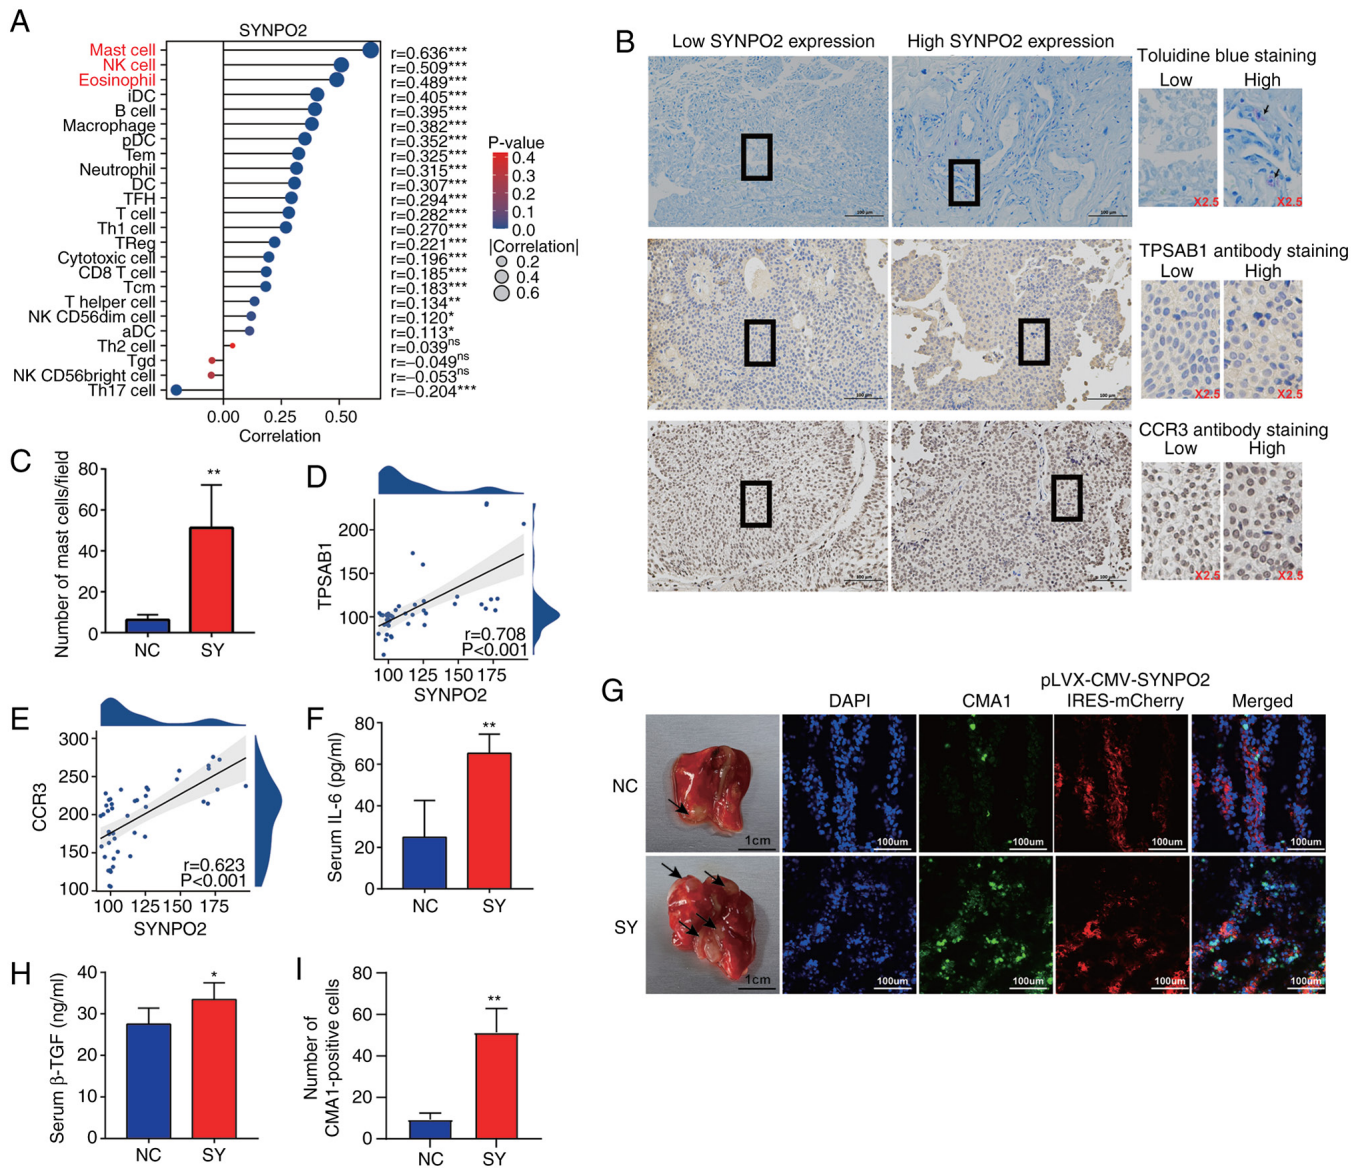 A
SYNPO2
Mast cell
NK cell
Eosinophil
iDC
B cell
Macrophage
pDC
Tem
Neutrophil
DC
TFH
T cell
Th1 cell
TReg
Cytotoxic cell
CD8 T cell
Tcm
T helper cell
NK CD56dim cell
aDC
Th2 cell
Tgd
NK CD56bright cell
Th17 cell
r=0.636***
r=0.509***
r=0.489***
r=0.405***
r=0.395***
r=0.382***
r=0.352***
r=0.325***
r=0.315***
r=0.307***
r=0.294***
r=0.282***
r=0.270***
r=0.221***
r=0.196***
r=0.185***
r=0.183***
r=0.134**
r=0.120*
r=0.113*
r=0.039ns
r=−0.049ns
r=−0.053ns
r=−0.204***
0.00 0.25 0.50
Correlation
P-value
0.4
0.3
0.2
0.1
0.0
|Correlation|
0.2
0.4
0.6
B
Low SYNPO2 expression
High SYNPO2 expression
100 µm
100 µm
100 µm
100 µm
100 µm
100 µm
Toluidine blue staining
Low High
X2.5 X2.5
TPSAB1 antibody staining
Low High
X2.5 X2.5
CCR3 antibody staining
Low High
X2.5 X2.5
C
Number of mast cells/field
80
60
40
20
0
**
NC SY
D
TPSAB1
200
150
100
r=0.708
P<0.001
100 125 150 175
SYNPO2
E
CCR3
300
250
200
150
100
r=0.623
P<0.001
100 125 150 175
SYNPO2
F
Serum IL-6 (pg/ml)
80
60
40
20
0
**
NC SY
G
DAPI
CMA1
pLVX-CMV-SYNPO2
IRES-mCherry
Merged
NC
1cm
100um
100um
100um
100um
SY
1cm
100um
100um
100um
100um
H
Serum β-TGF (ng/ml)
40
30
20
10
0
*
NC SY
I
Number of
CMA1-positive cells
80
60
40
20
0
**
NC SY